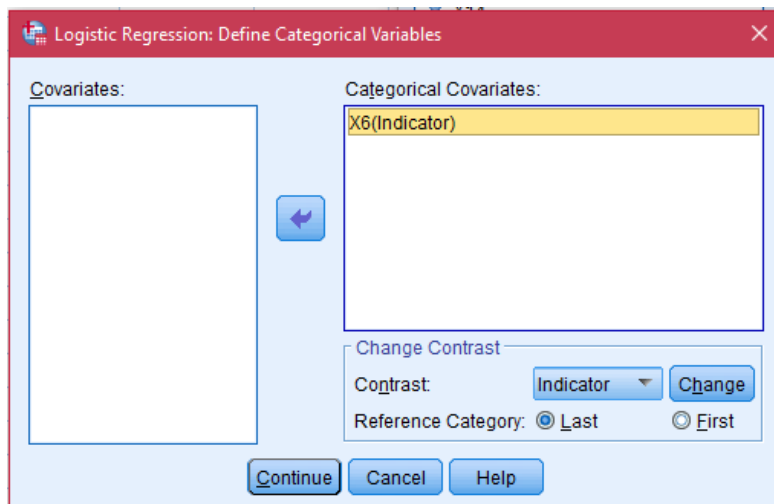 Logistic Regression: Define Categorical Variables
Covariates:
Categorical Covariates:
X6(Indicator)
Change Contrast
Contrast: Indicator Change
Reference Category: Last First
Continue Cancel Help